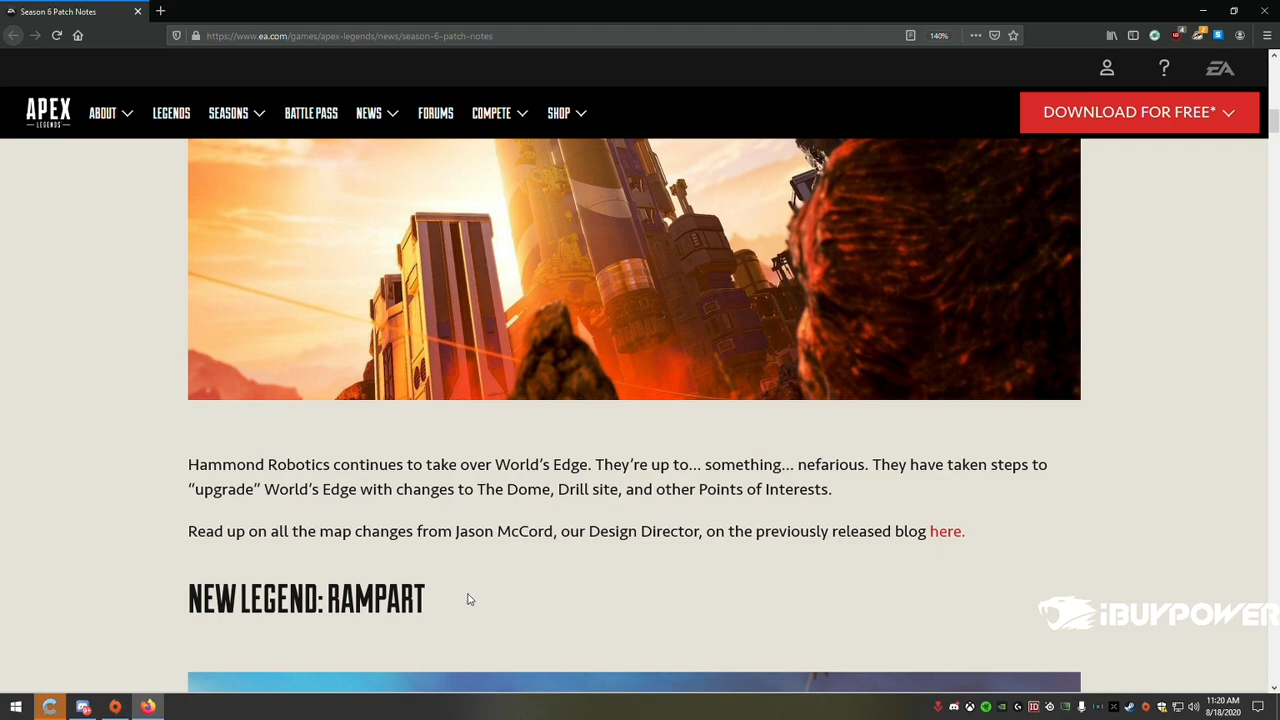 Season 6 Patch Notes
https://www.ea.com/games/apex-legends/news/season-6-patch-notes
140%
EA
APEX
LEGENDS
ABOUT
LEGENDS
SEASONS
BATTLE PASS
NEWS
FORUMS
COMPETE
SHOP
DOWNLOAD FOR FREE*
Hammond Robotics continues to take over World’s Edge. They’re up to... something... nefarious. They have taken steps to
“upgrade” World’s Edge with changes to The Dome, Drill site, and other Points of Interests.
Read up on all the map changes from Jason McCord, our Design Director, on the previously released blog here.
NEW LEGEND: RAMPART
iBUYPOWER
11:20 AM
8/18/2020